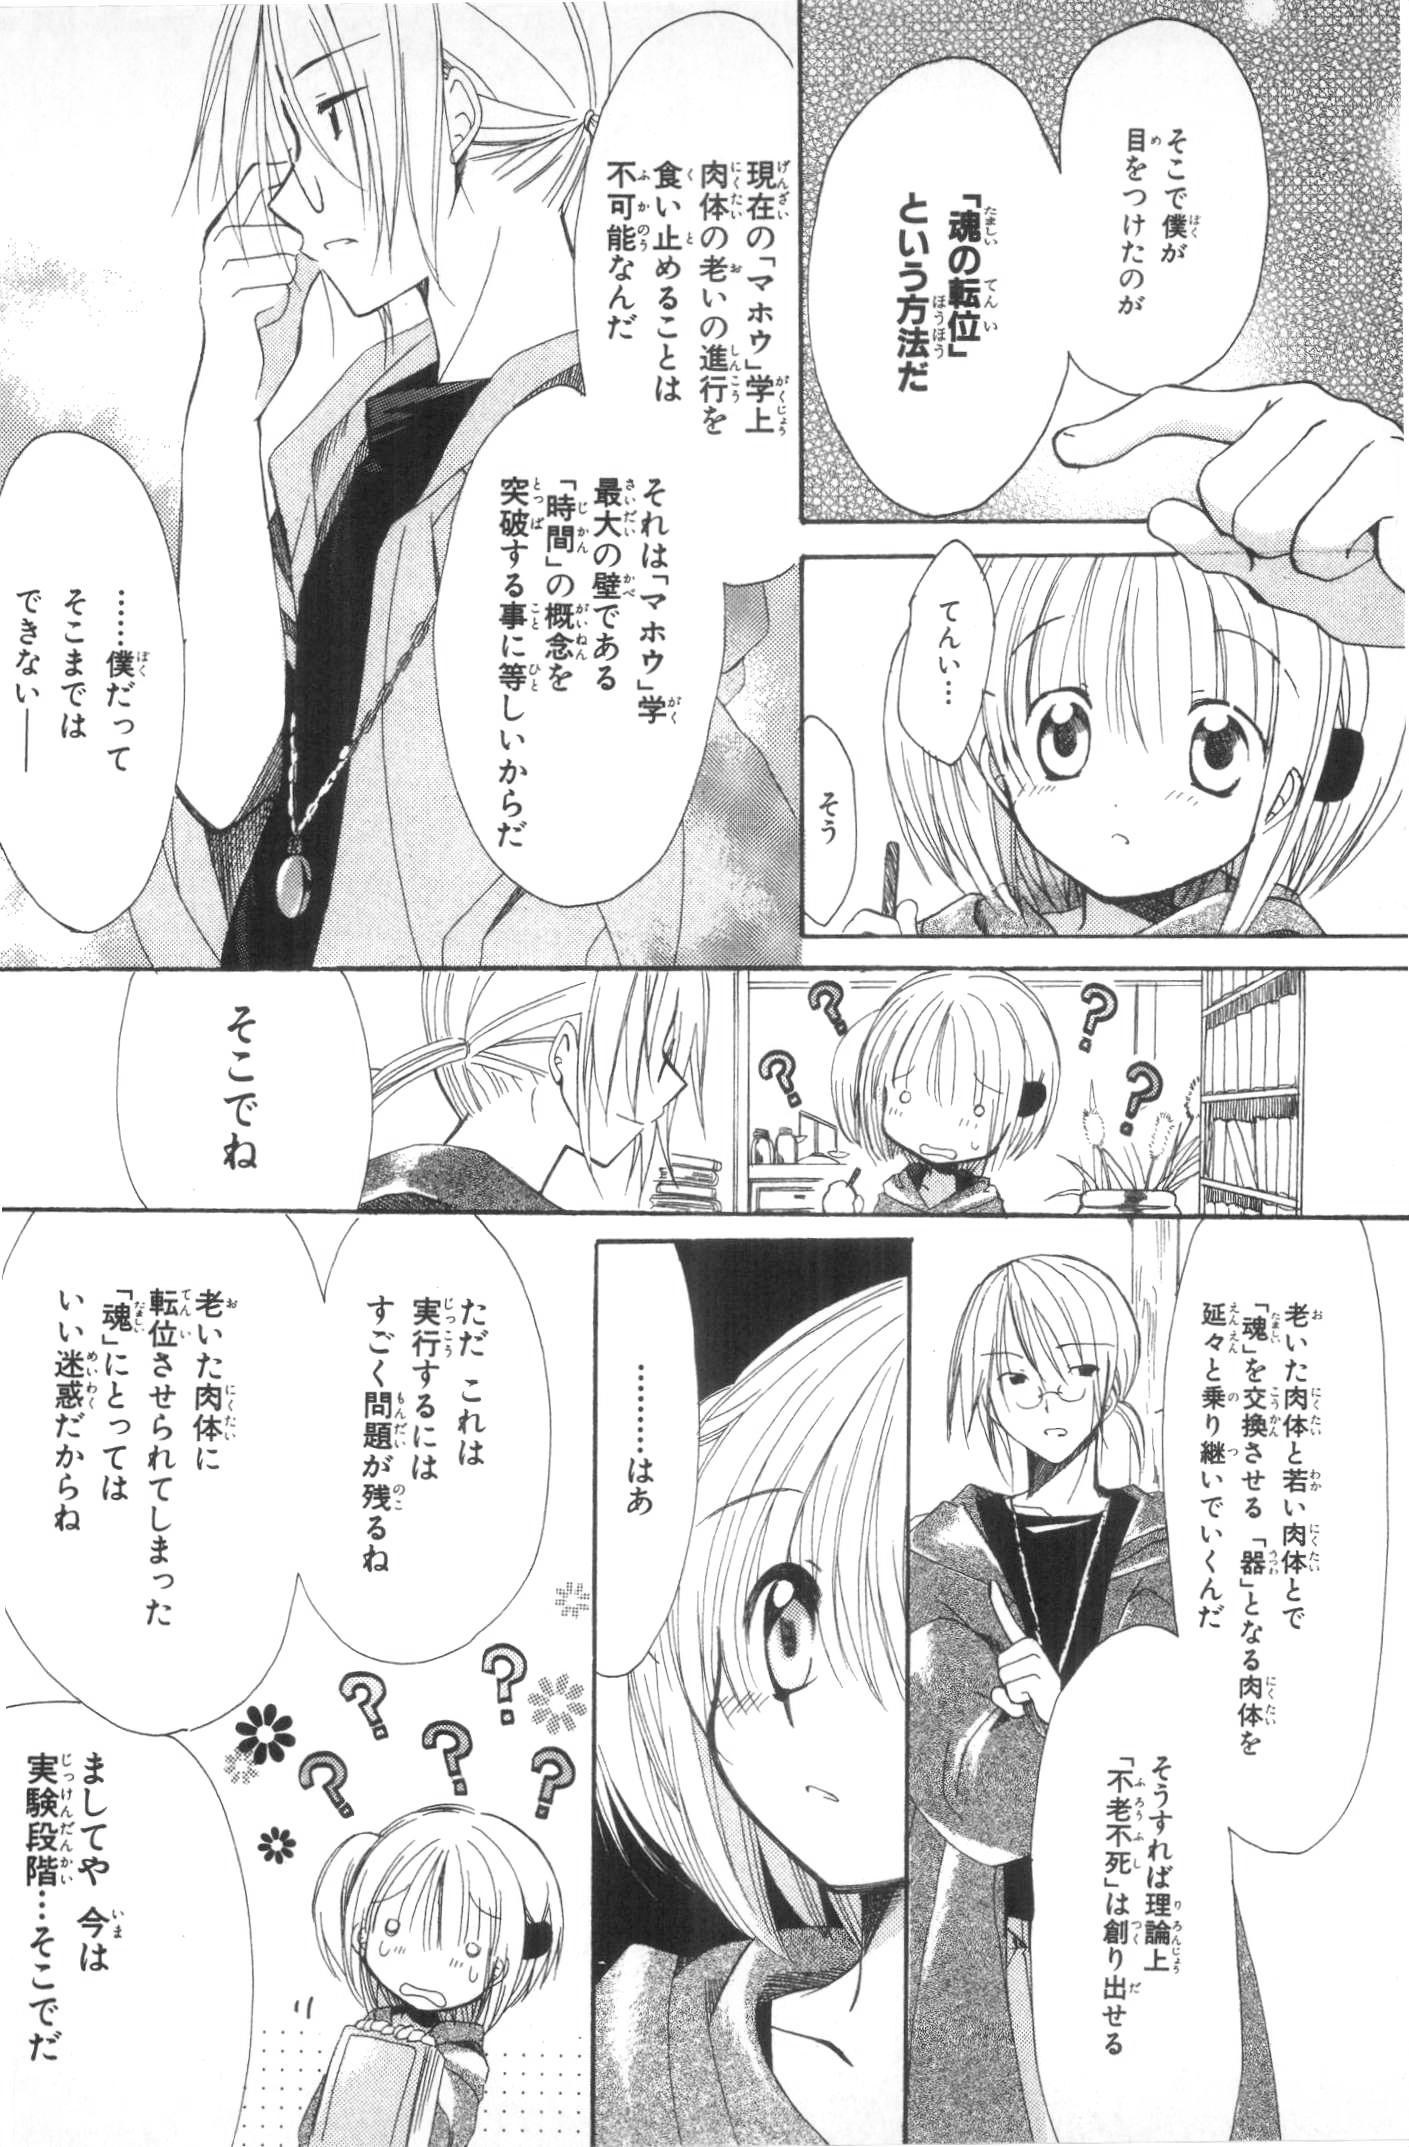 そこで僕が
目をつけたのが
「魂の転位」
という方法だ
てんい…
そう
現在の「マホウ」学上
肉体の老いの進行を
食い止めることは
不可能なんだ
それは「マホウ」学
最大の壁である
「時間」の概念を
突破する事に等しいからだ
……僕だって
そこまでは
できない――
そこでね
老いた肉体と若い肉体とで
「魂」を交換させる「器」となる肉体を
延々と乗り継いでいくんだ
そうすれば理論上
「不老不死」は創り出せる
………はあ
ただ これは
実行するには
すごく問題が残るね
老いた肉体に
転位させられてしまった
「魂」にとっては
いい迷惑だからね
ましてや 今は
実験段階…そこでだ